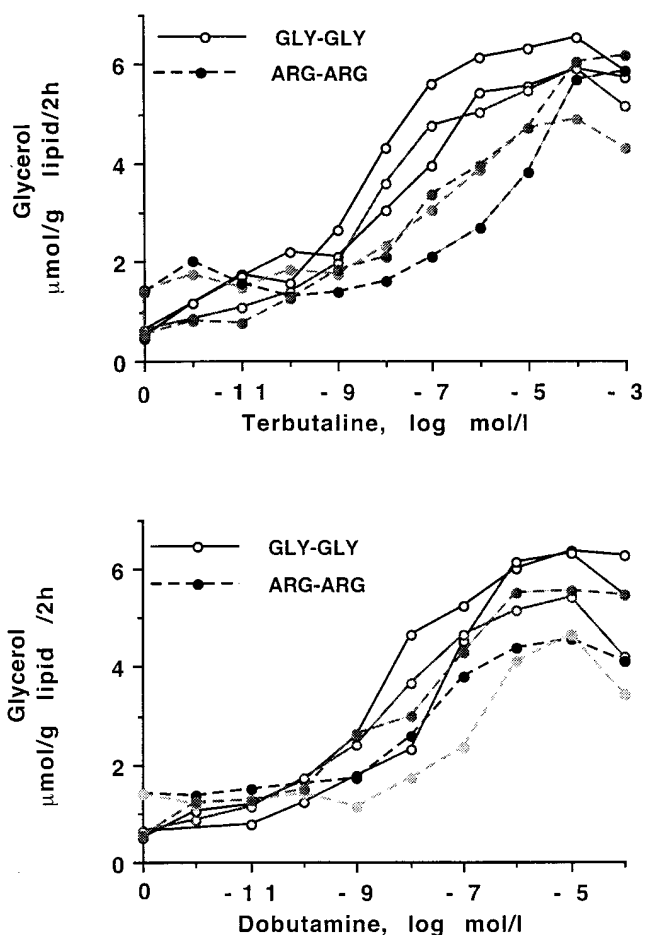 GLY-GLY
ARG-ARG
Glycerol
μmol/g lipid/2h
6
4
2
0
0 - 1 1 - 9 - 7 - 5 - 3
Terbutaline, log mol/l
GLY-GLY
ARG-ARG
Glycerol
μmol/g lipid /2h
6
4
2
0
0 - 1 1 - 9 - 7 - 5
Dobutamine, log mol/l